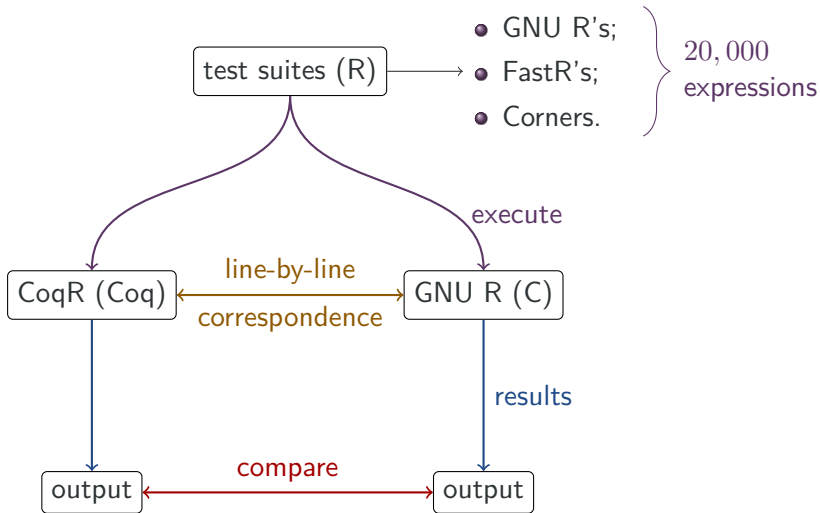 test suites (R)
GNU R's;
FastR's;
Corners.
20,000
expressions
execute
CoqR (Coq)
line-by-line
correspondence
GNU R (C)
results
output
compare
output